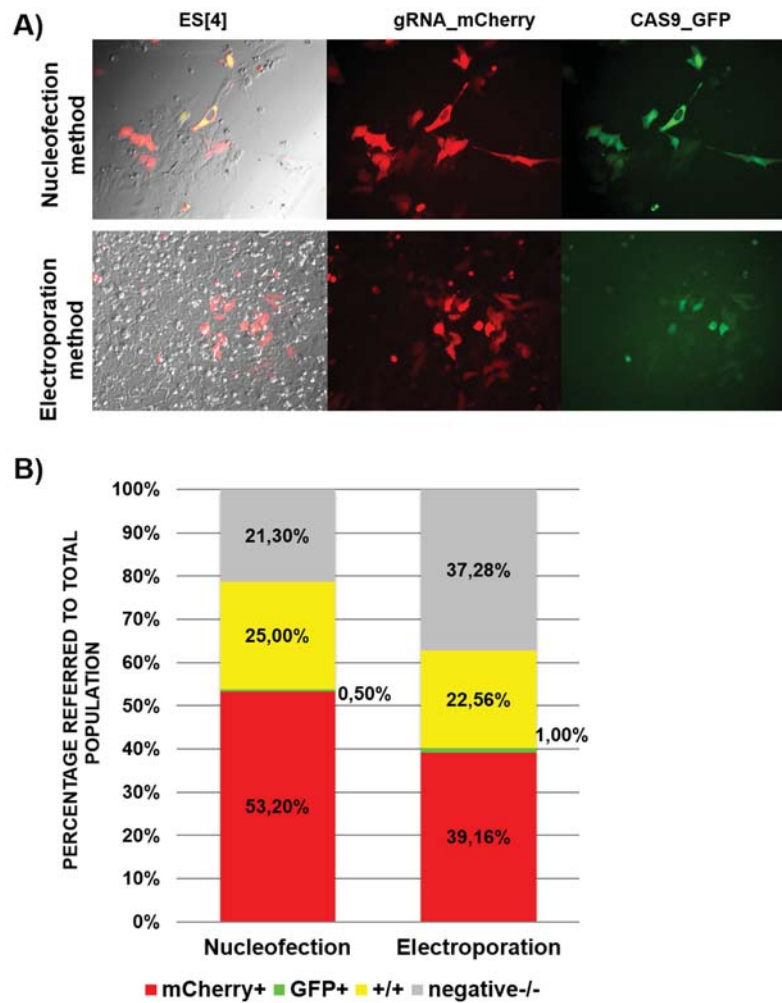 A)
ES[4] gRNA_mCherry CAS9_GFP
Nucleofection
method
Electroporation
method
B)
PERCENTAGE REFERRED TO TOTAL
POPULATION
100%
90%
80%
70%
60%
50%
40%
30%
20%
10%
0%
21,30%
25,00%
0,50%
53,20%
37,28%
22,56%
1,00%
39,16%
Nucleofection Electroporation
mCherry+ GFP+ +/+ negative-/-